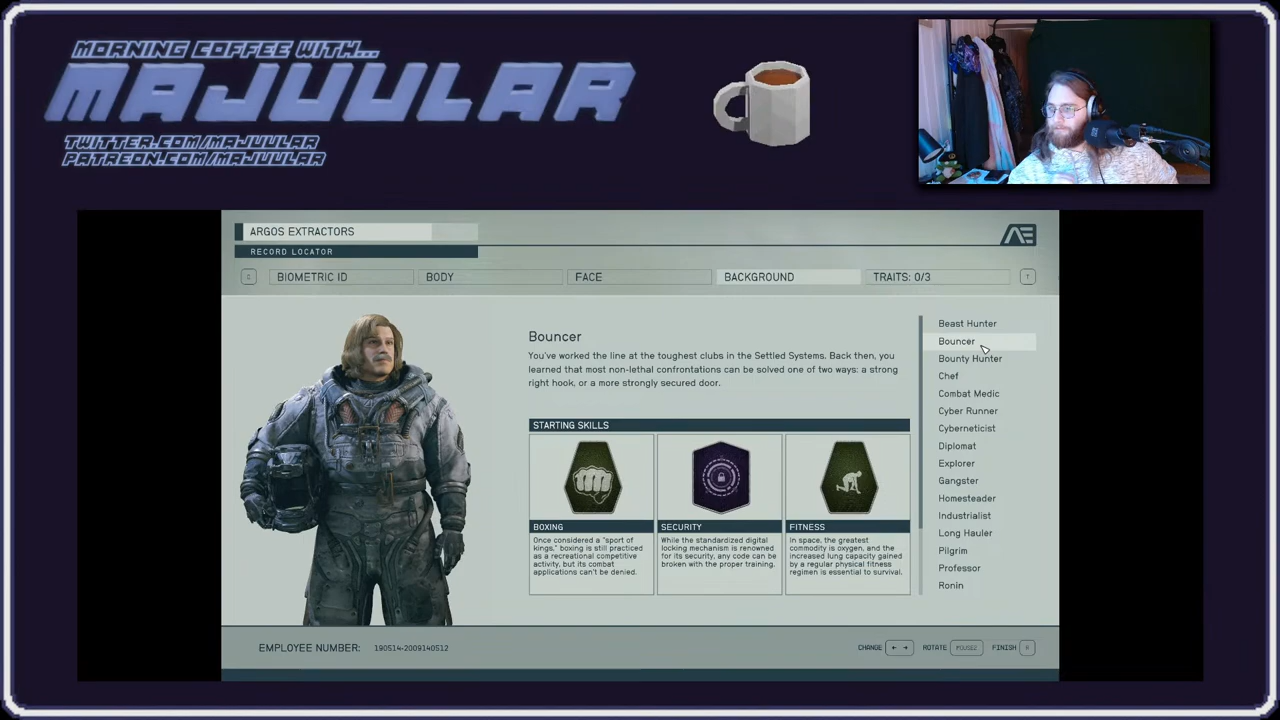 MORNING COFFEE WITH...
MAJUULAR
TWITTER.COM/MAJUULAR
PATREON.COM/MAJUULAR
ARGOS EXTRACTORS
AE
RECORD LOCATOR
BIOMETRIC ID
BODY
FACE
BACKGROUND
TRAITS: 0/3
Bouncer
You've worked the line at the toughest clubs in the Settled Systems. Back then, you
learned that most non-lethal confrontations can be solved one of two ways: a strong
right hook, or a more strongly secured door.
STARTING SKILLS
BOXING
Once considered a "sport of
kings," boxing is still practiced
as a recreational competitive
activity, but its combat
applications can't be denied.
SECURITY
While the standardized digital
locking mechanism is renowned
for its security, any code can be
broken with the proper training.
FITNESS
In space, the greatest
commodity is oxygen, and the
increased lung capacity gained
by a regular physical fitness
regimen is essential to survival.
Beast Hunter
Bouncer
Bounty Hunter
Chef
Combat Medic
Cyber Runner
Cyberneticist
Diplomat
Explorer
Gangster
Homesteader
Industrialist
Long Hauler
Pilgrim
Professor
Ronin
EMPLOYEE NUMBER: 190514-2009140512
CHANGE
ROTATE MOUSE2
FINISH